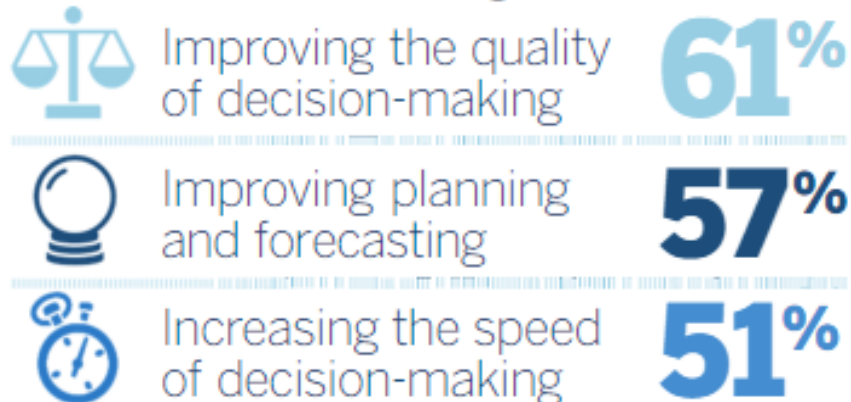 Improving the quality
of decision-making
61%
Improving planning
and forecasting
57%
Increasing the speed
of decision-making
51%